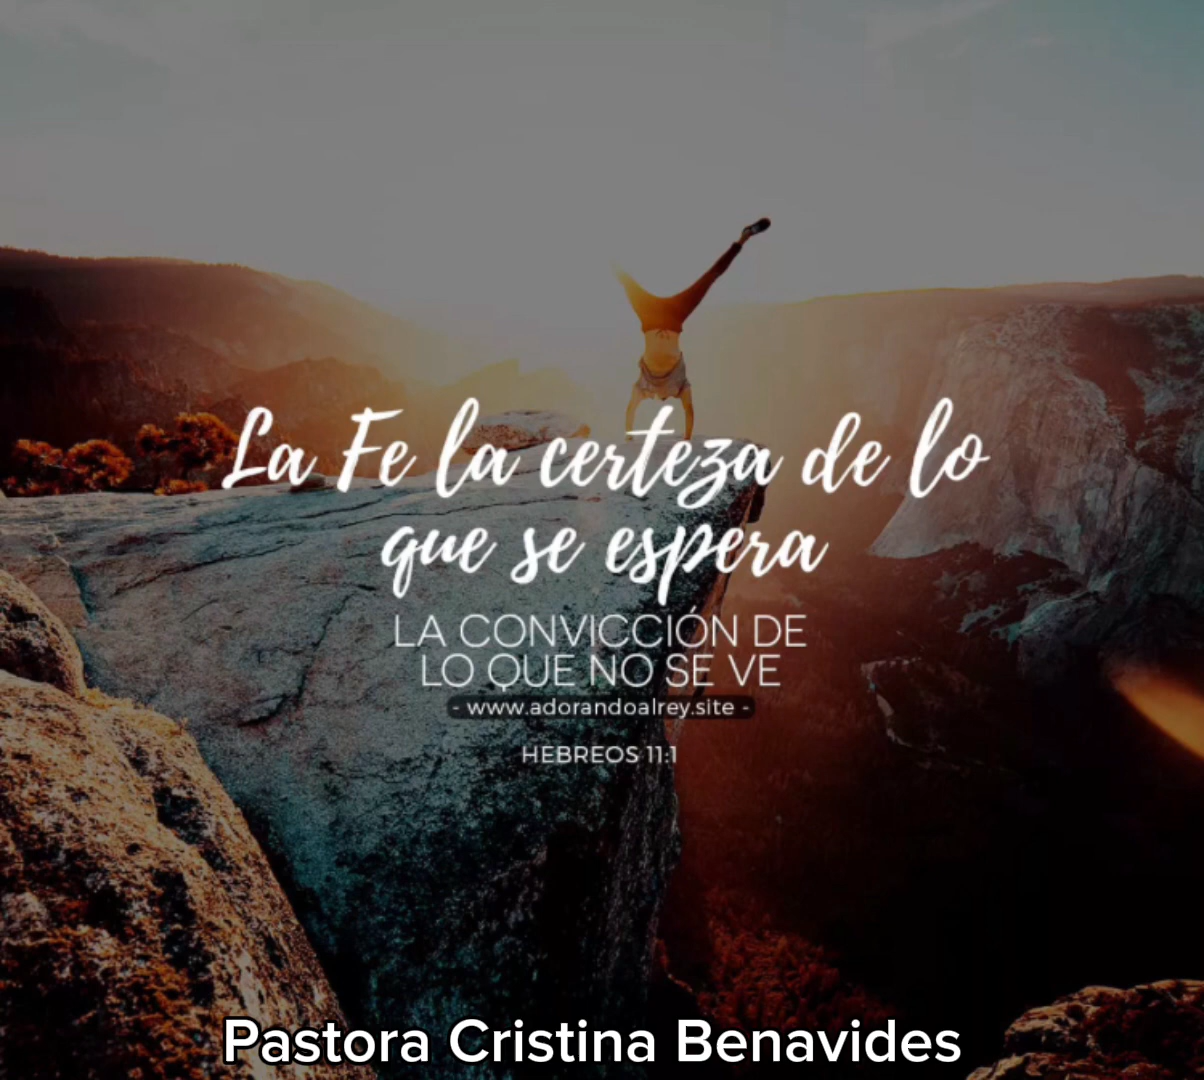 La Fe la certeza de lo
que se espera
LA CONVICCIÓN DE
LO QUE NO SE VE
- www.adorandoalrey.site -
HEBREOS 11:1
Pastora Cristina Benavides